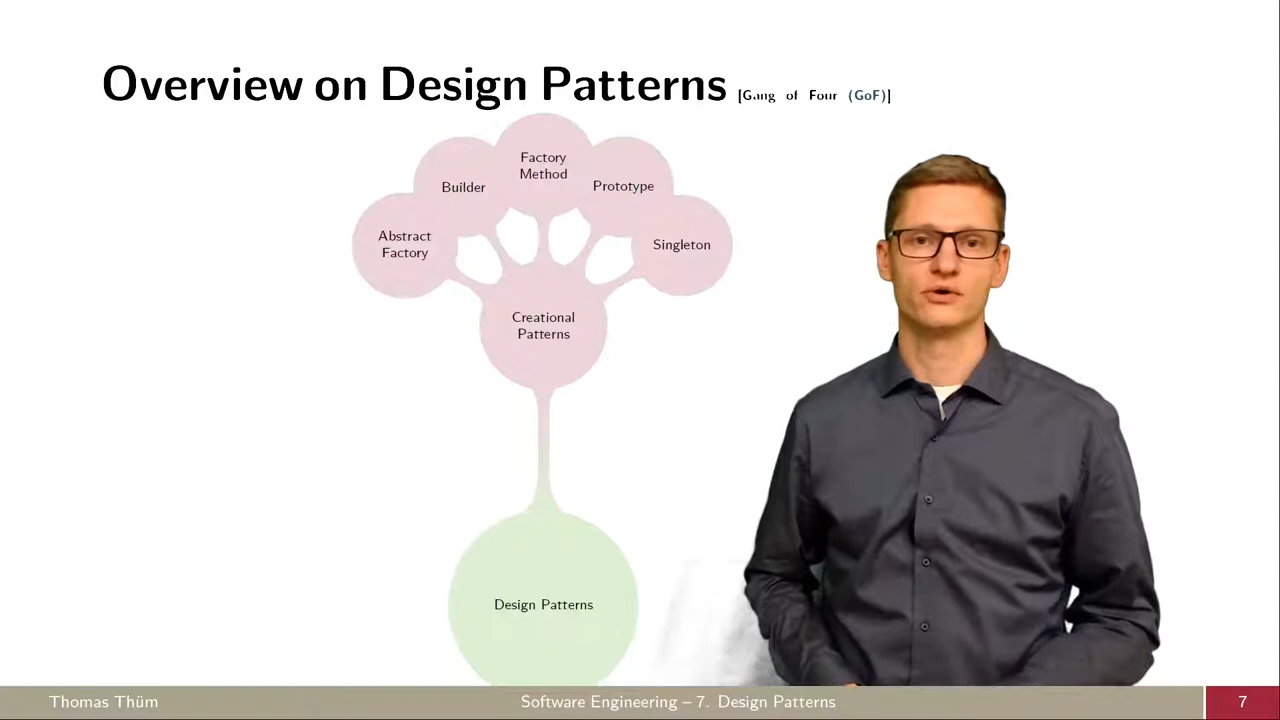 Overview on Design Patterns [Gang of Four (GoF)]
Factory
Method
Builder
Prototype
Abstract
Factory
Singleton
Creational
Patterns
Design Patterns
Thomas Thüm
Software Engineering – 7. Design Patterns
7